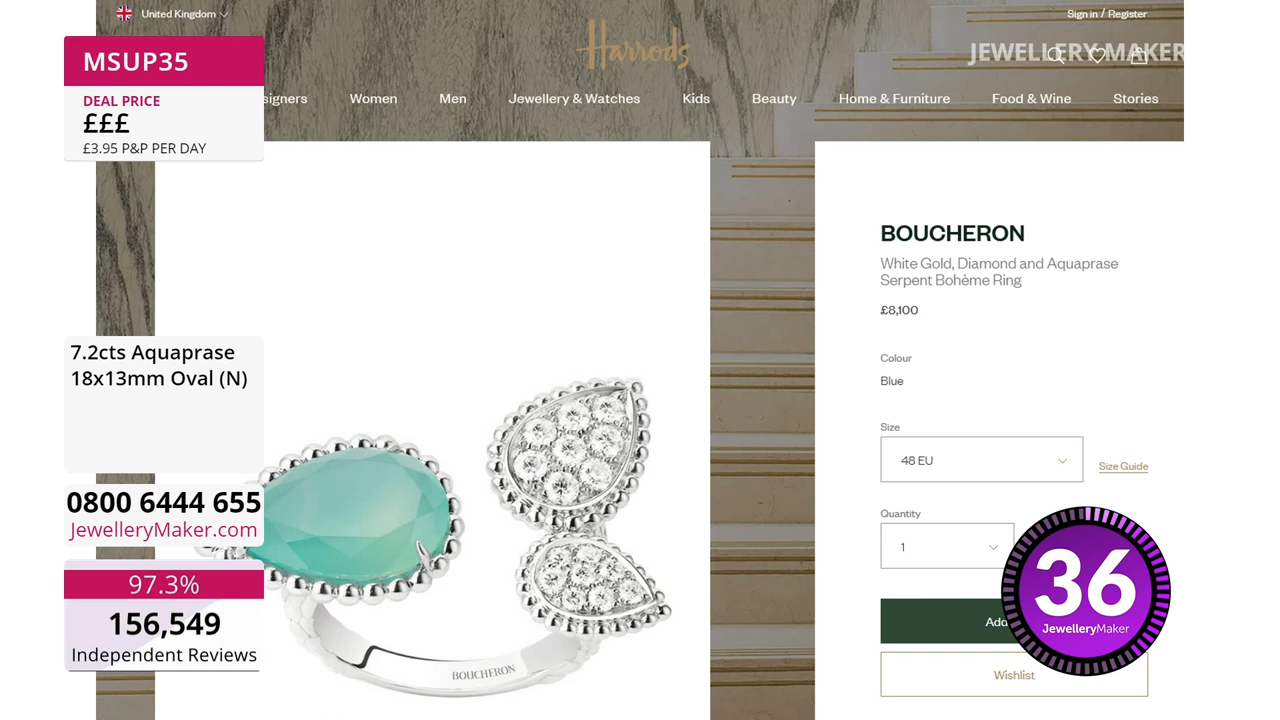 United Kingdom
Sign in / Register
Harrods
JEWELLERY MAKER
MSUP35
DEAL PRICE
£££
£3.95 P&P PER DAY
signers Women Men Jewellery & Watches Kids Beauty Home & Furniture Food & Wine Stories
BOUCHERON
White Gold, Diamond and Aquaprase
Serpent Bohème Ring
£8,100
Colour
Blue
Size
48 EU
Size Guide
Quantity
1
Add
Wishlist
7.2cts Aquaprase
18x13mm Oval (N)
0800 6444 655
JewelleryMaker.com
97.3%
156,549
Independent Reviews
BOUCHERON
36
JewelleryMaker